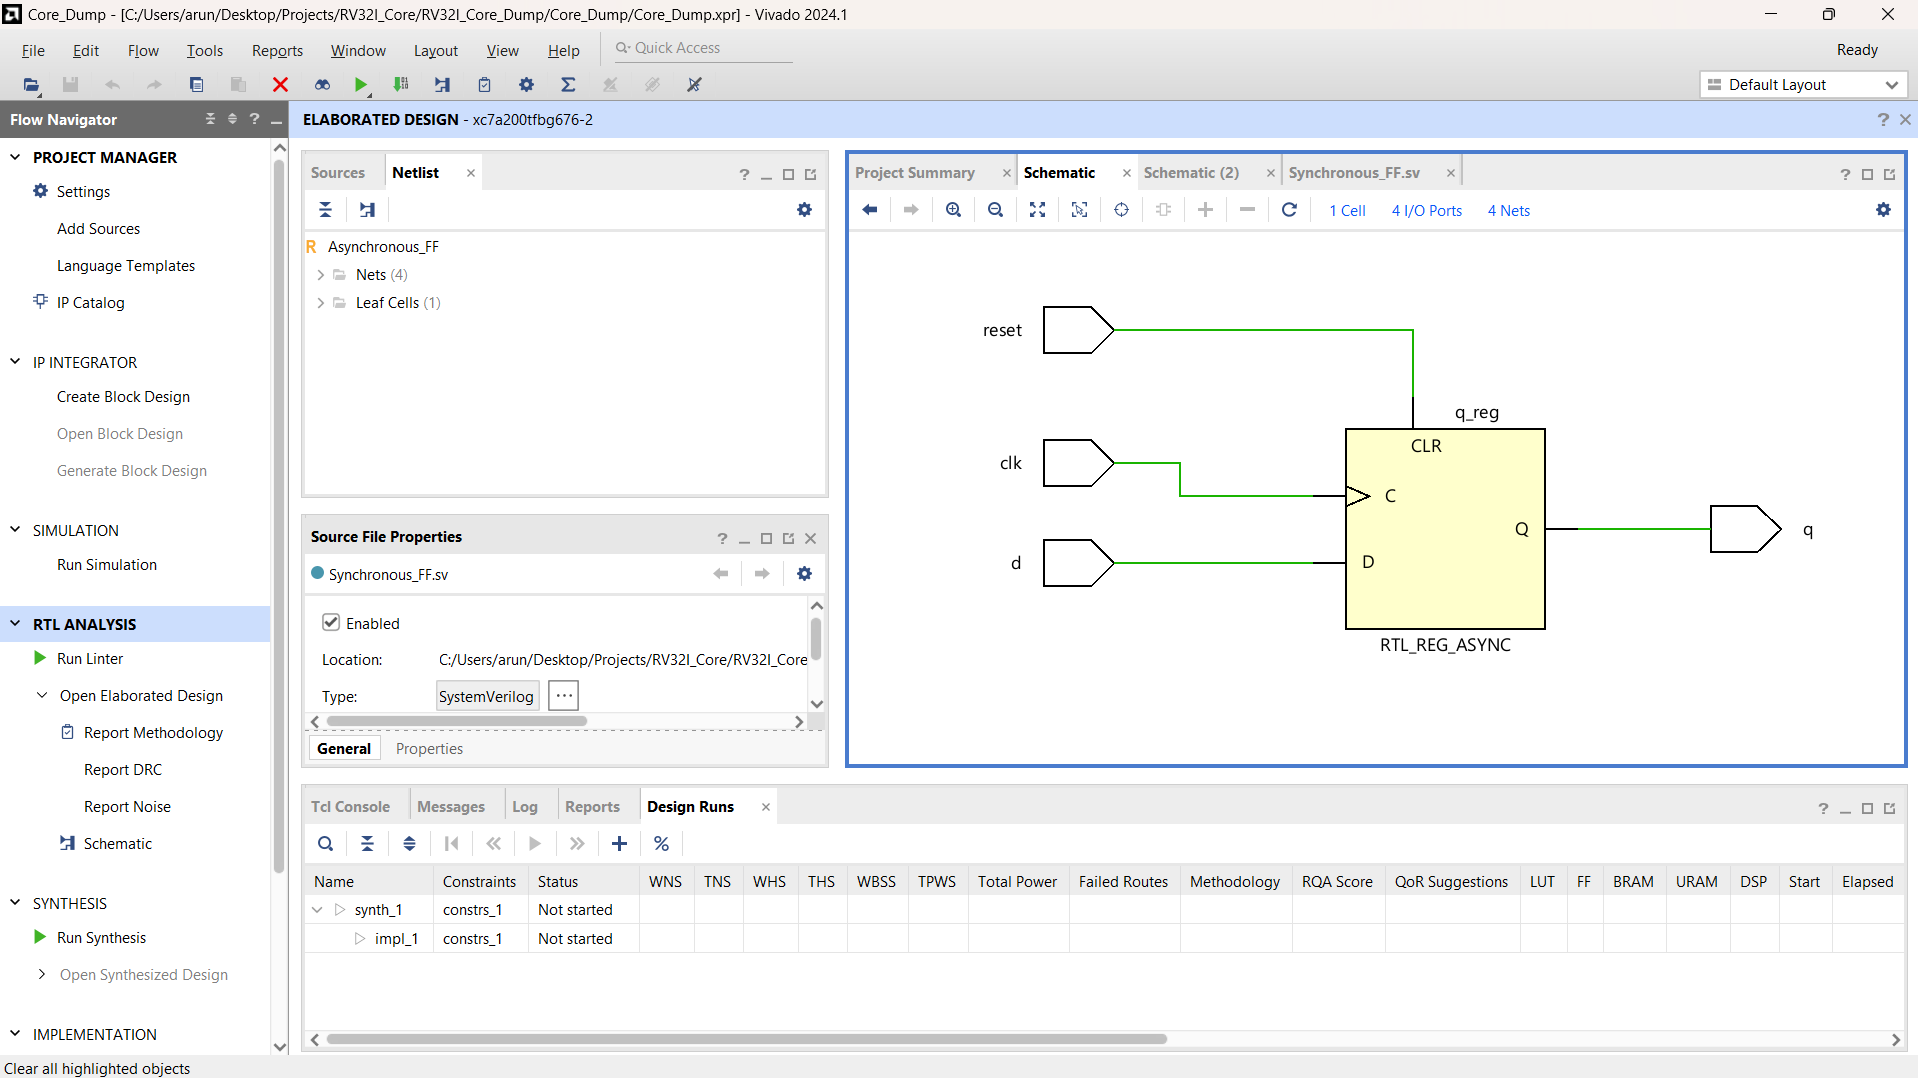 Core_Dump - [C:/Users/arun/Desktop/Projects/RV32I_Core/RV32I_Core_Dump/Core_Dump/Core_Dump.xpr] - Vivado 2024.1
File Edit Flow Tools Reports Window Layout View Help Quick Access
Ready
Default Layout
Flow Navigator
PROJECT MANAGER
Settings
Add Sources
Language Templates
IP Catalog
IP INTEGRATOR
Create Block Design
Open Block Design
Generate Block Design
SIMULATION
Run Simulation
RTL ANALYSIS
Run Linter
Open Elaborated Design
Report Methodology
Report DRC
Report Noise
Schematic
SYNTHESIS
Run Synthesis
Open Synthesized Design
IMPLEMENTATION
Clear all highlighted objects
ELABORATED DESIGN - xc7a200tfbg676-2
Sources Netlist
R Asynchronous_FF
Nets (4)
Leaf Cells (1)
Source File Properties
Synchronous_FF.sv
Enabled
Location: C:/Users/arun/Desktop/Projects/RV32I_Core/RV32I_Core
Type: SystemVerilog ...
General Properties
Project Summary Schematic Schematic (2) Synchronous_FF.sv
1 Cell 4 I/O Ports 4 Nets
reset
q_reg
CLR
clk
C
Q
q
d
D
RTL_REG_ASYNC
Tcl Console Messages Log Reports Design Runs
Name Constraints Status WNS TNS WHS THS WBSS TPWS Total Power Failed Routes Methodology RQA Score QoR Suggestions LUT FF BRAM URAM DSP Start Elapsed
synth_1 constrs_1 Not started
impl_1 constrs_1 Not started